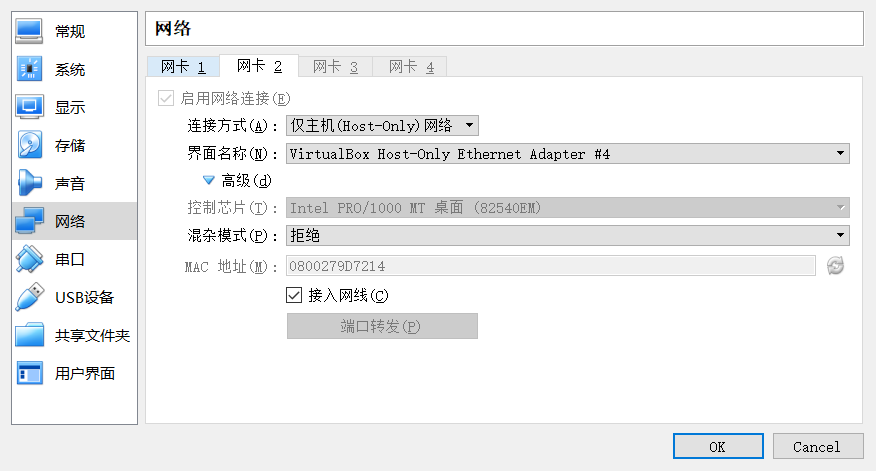 常规
系统
显示
存储
声音
网络
串口
USB设备
共享文件夹
用户界面
网络
网卡 1 网卡 2 网卡 3 网卡 4
启用网络连接(E)
连接方式(A): 仅主机(Host-Only)网络
界面名称(N): VirtualBox Host-Only Ethernet Adapter #4
高级(d)
控制芯片(T): Intel PRO/1000 MT 桌面 (82540EM)
混杂模式(P): 拒绝
MAC 地址(M): 0800279D7214
接入网线(C)
端口转发(P)
OK Cancel